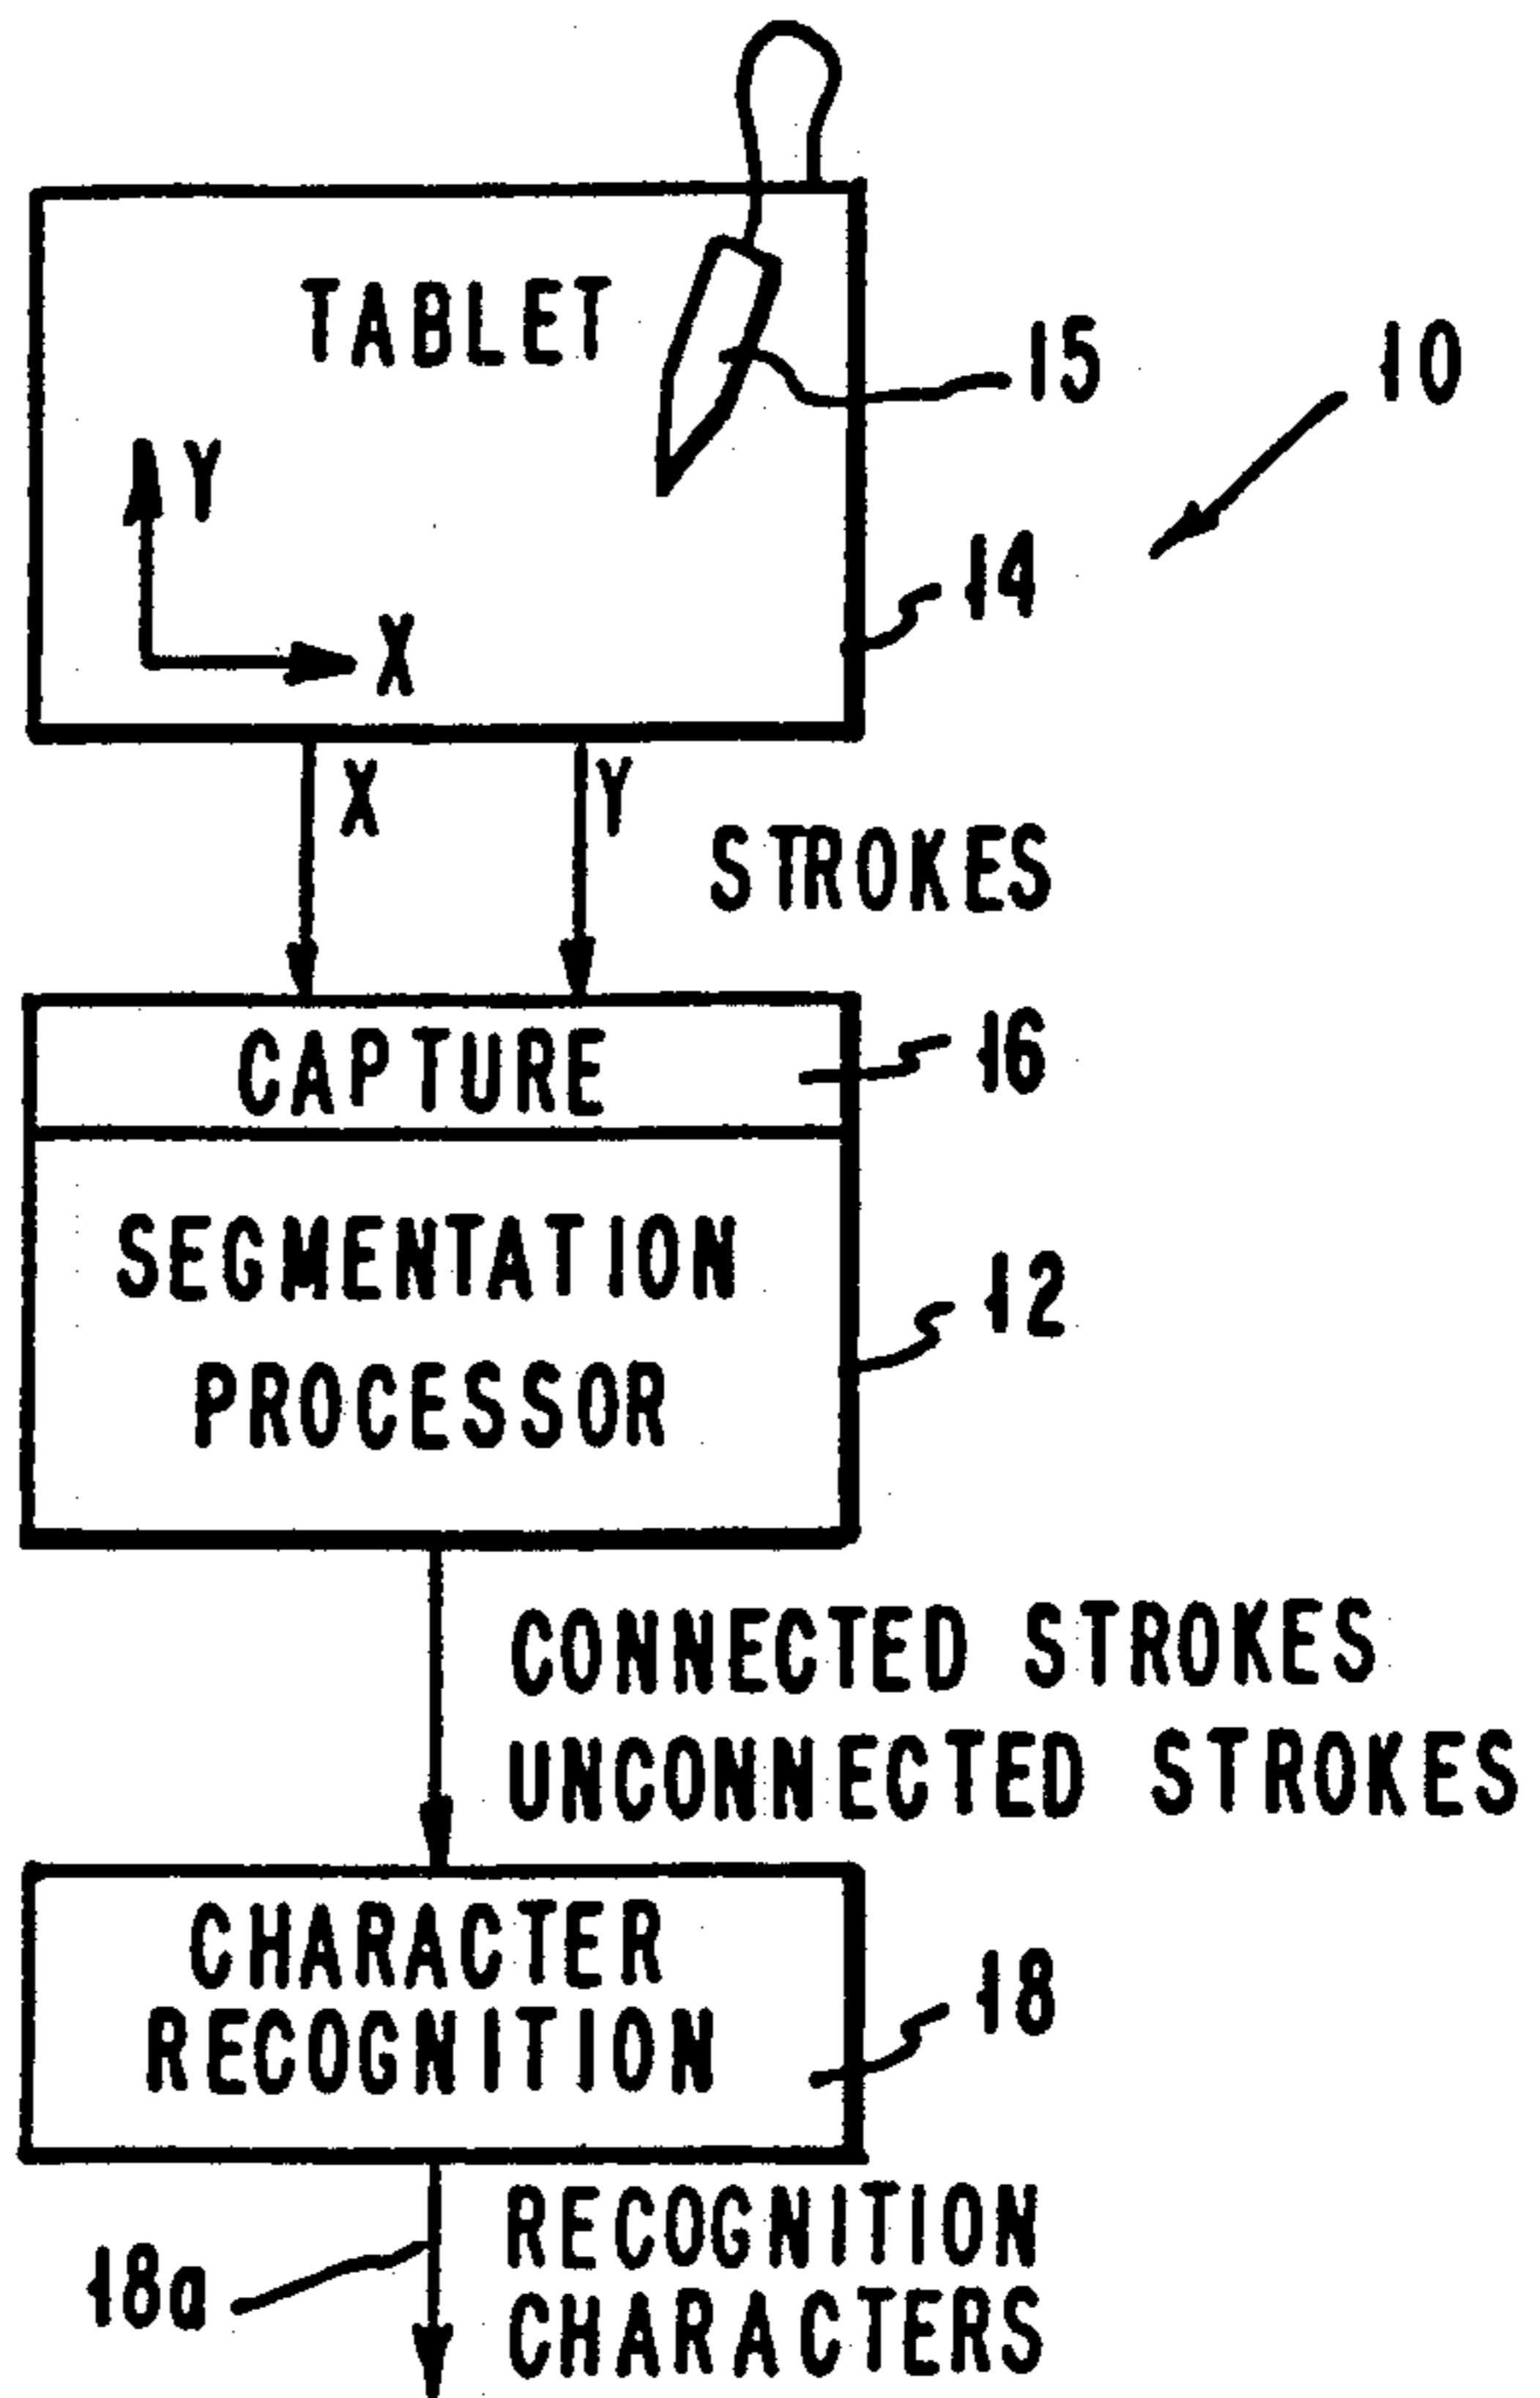 TABLET
15
10
Y
14
X
X
Y
STROKES
CAPTURE
16
SEGMENTATION
12
PROCESSOR
CONNECTED STROKES
UNCONNECTED STROKES
CHARACTER
18
RECOGNITION
RECOGNITION
18a
CHARACTERS